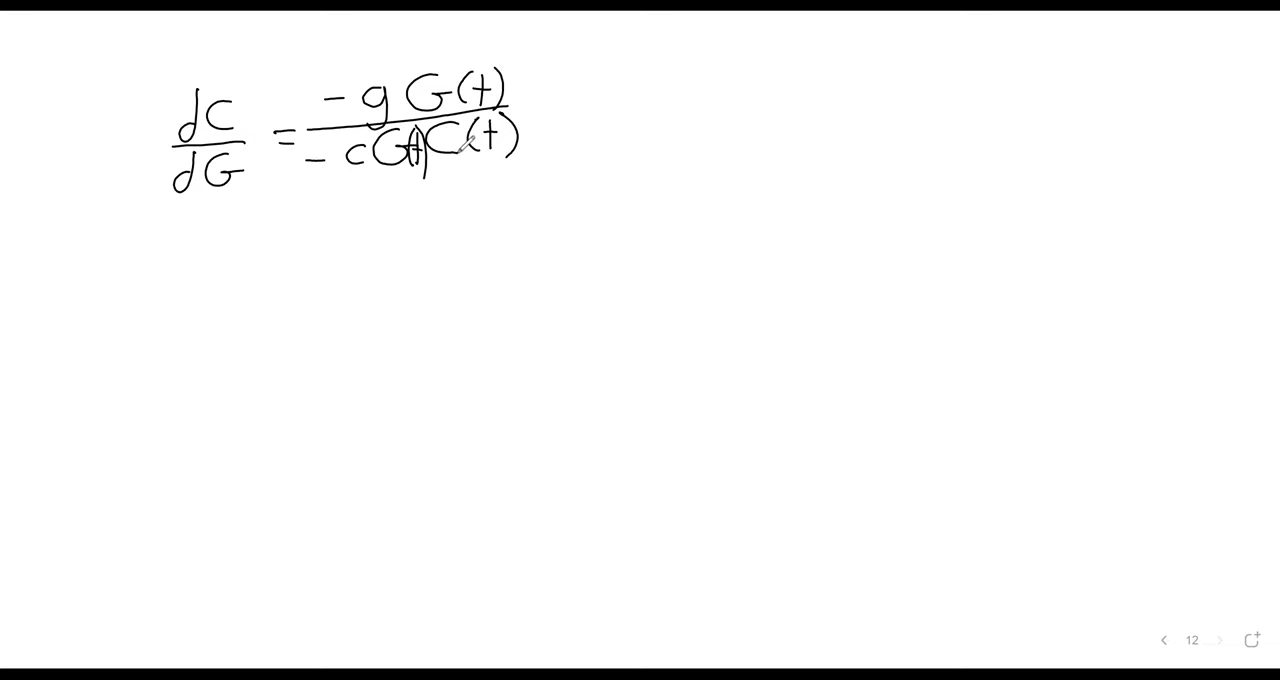 dC/dG = -g G(t) / -c G(t) C(t)
12